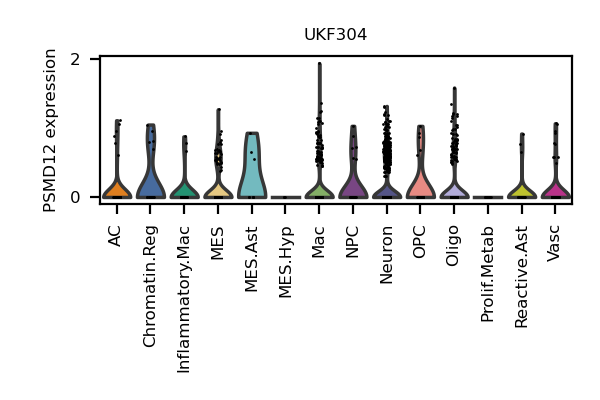 UKF304
PSMD12 expression
2
0
AC
Chromatin.Reg
Inflammatory.Mac
MES
MES.Ast
MES.Hyp
Mac
NPC
Neuron
OPC
Oligo
Prolif.Metab
Reactive.Ast
Vasc